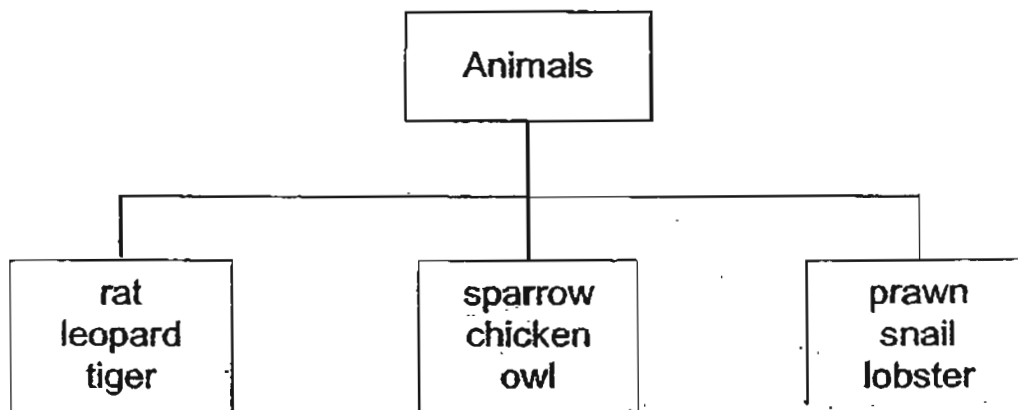 Animals
rat
leopard
tiger
sparrow
chicken
owl
prawn
snail
lobster